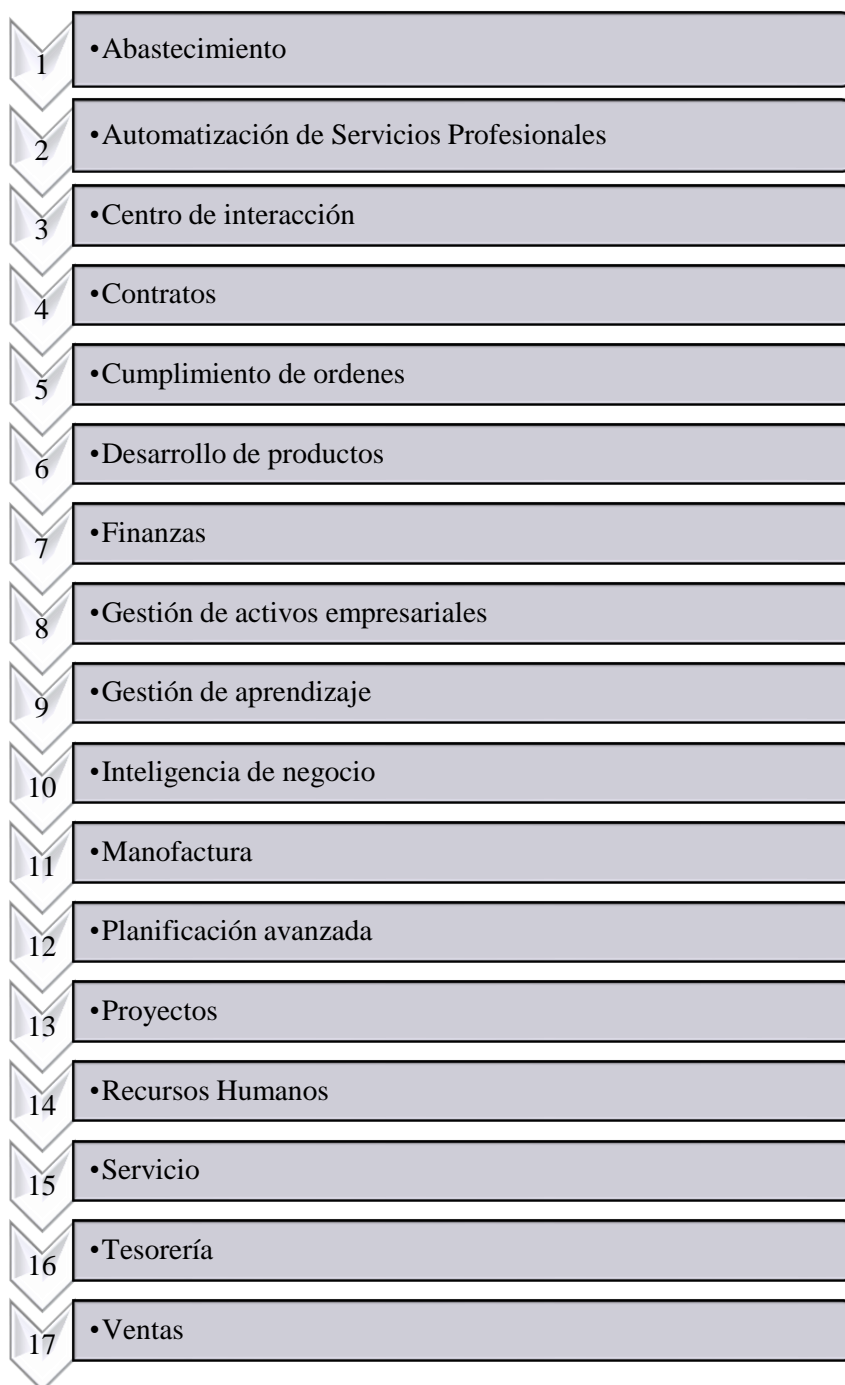 1 •Abastecimiento
2 •Automatización de Servicios Profesionales
3 •Centro de interacción
4 •Contratos
5 •Cumplimiento de ordenes
6 •Desarrollo de productos
7 •Finanzas
8 •Gestión de activos empresariales
9 •Gestión de aprendizaje
10 •Inteligencia de negocio
11 •Manofactura
12 •Planificación avanzada
13 •Proyectos
14 •Recursos Humanos
15 •Servicio
16 •Tesorería
17 •Ventas